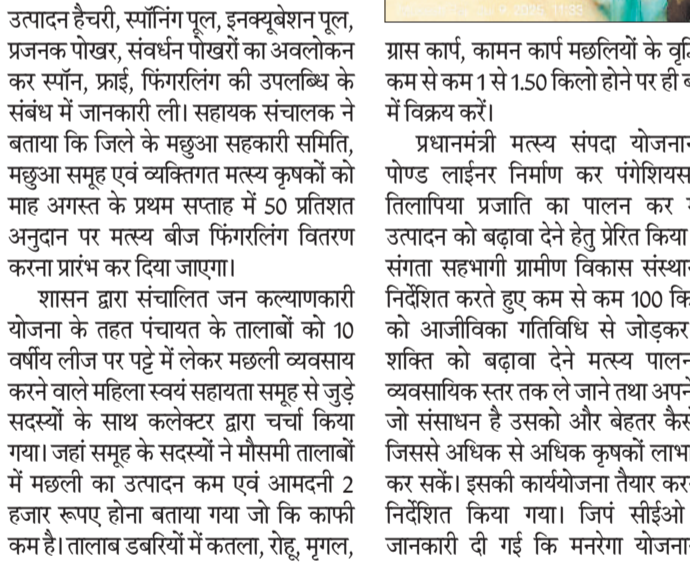 उत्पादन हैचरी, स्पॉनिंग पूल, इनक्यूबेशन पूल,
प्रजनक पोखर, संवर्धन पोखरों का अवलोकन
कर स्पॉन, फ्राई, फिंगरलिंग की उपलब्धि के
संबंध में जानकारी ली। सहायक संचालक ने
बताया कि जिले के मछुआ सहकारी समिति,
मछुआ समूह एवं व्यक्तिगत मत्स्य कृषकों को
माह अगस्त के प्रथम सप्ताह में 50 प्रतिशत
अनुदान पर मत्स्य बीज फिंगरलिंग वितरण
करना प्रारंभ कर दिया जाएगा।
शासन द्वारा संचालित जन कल्याणकारी
योजना के तहत पंचायत के तालाबों को 10
वर्षीय लीज पर पट्टे में लेकर मछली व्यवसाय
करने वाले महिला स्वयं सहायता समूह से जुड़े
सदस्यों के साथ कलेक्टर द्वारा चर्चा किया
गया। जहां समूह के सदस्यों ने मौसमी तालाबों
में मछली का उत्पादन कम एवं आमदनी 2
हजार रूपए होना बताया गया जो कि काफी
कम है। तालाब डबरियों में कतला, रोहू, मृगल,
ग्रास कार्प, कामन कार्प मछलियों के
कम से कम 1 से 1.50 किलो होने पर ही
में विक्रय करें।
प्रधानमंत्री मत्स्य संपदा योजना
पोण्ड लाईनर निर्माण कर पंगेशियस
तिलापिया प्रजाति का पालन कर
उत्पादन को बढ़ावा देने हेतु प्रेरित किया
संगता सहभागी ग्रामीण विकास
निर्देशित करते हुए कम से कम 100
को आजीविका गतिविधि से जोड़कर
शक्ति को बढ़ावा देने मत्स्य पालन
व्यवसायिक स्तर तक ले जाने तथा
जो संसाधन है उसको और बेहतर
जिससे अधिक से अधिक कृषकों
कर सकें। इसकी कार्ययोजना तैयार
निर्देशित किया गया। जिपं सीईओ
जानकारी दी गई कि मनरेगा योजना